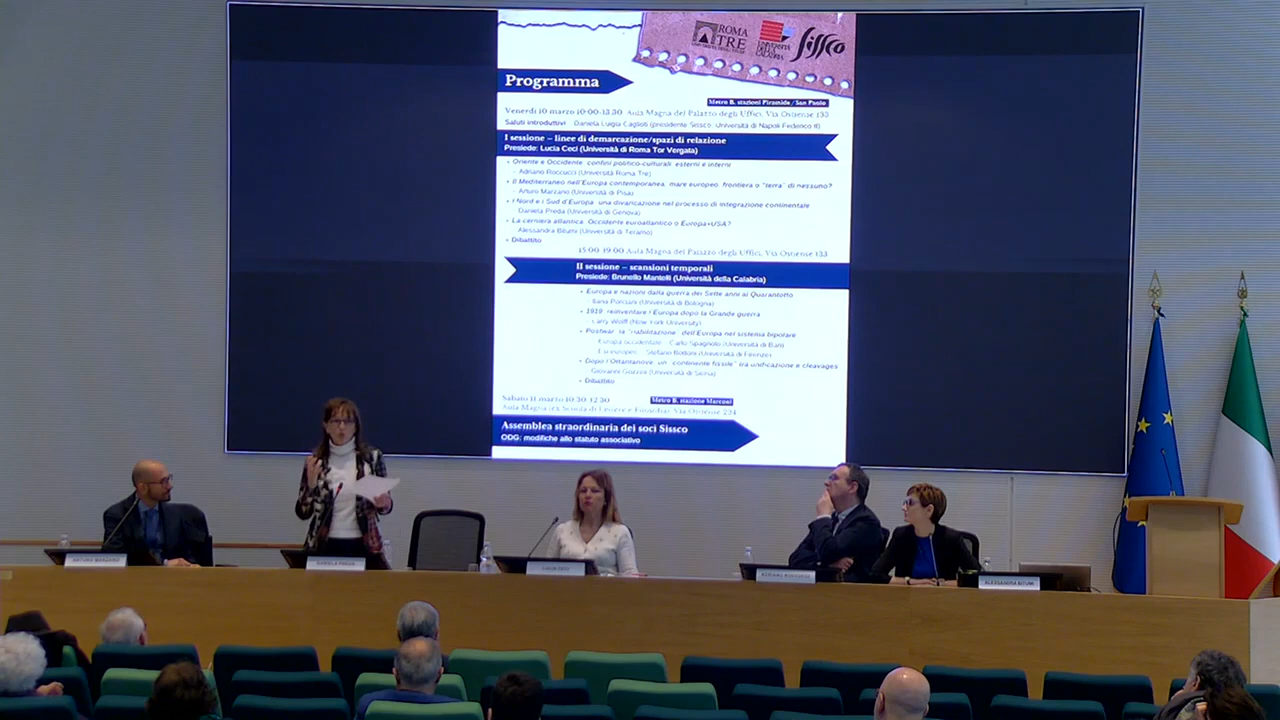 ROMA
TRE
UNIVERSITÀ
DELLA
CALABRIA
Sissco
Programma
Metro B, stazioni Piramide/San Paolo
Venerdì 10 marzo 10:00-13:30 Aula Magna del Palazzo degli Uffici, Via Ostiense 133
Saluti introduttivi Daniela Luigia Caglioti (presidente Sissco, Università di Napoli Federico II)
I sessione – linee di demarcazione/spazi di relazione
Presiede: Lucia Ceci (Università di Roma Tor Vergata)
• Oriente e Occidente: confini politico-culturali, esterni e interni
- Adriano Roccucci (Università Roma Tre)
• Il Mediterraneo nell'Europa contemporanea, mare europeo, frontiera o "terra" di nessuno?
- Arturo Marzano (Università di Pisa)
• I Nord e i Sud d'Europa: una divaricazione nel processo di integrazione continentale
Daniela Preda (Università di Genova)
• La cerniera atlantica. Occidente euroatlantico o Europa+USA?
Alessandra Bitumi (Università di Teramo)
• Dibattito
15:00-19:00 Aula Magna del Palazzo degli Uffici, Via Ostiense 133
II sessione – scansioni temporali
Presiede: Brunello Mantelli (Università della Calabria)
• Europa e nazioni dalla guerra dei Sette anni al Quarantotto
Ilaria Porciani (Università di Bologna)
• 1919: reinventare l'Europa dopo la Grande guerra
Larry Wolff (New York University)
• Postwar: la "riabilitazione" dell'Europa nel sistema bipolare
Europa occidentale: Carlo Spagnolo (Università di Bari)
Est europeo: Stefano Bottoni (Università di Firenze)
• Dopo l'Ottantanove: un "continente fossile" tra unificazione e cleavages
Giovanni Gozzini (Università di Siena)
• Dibattito
Sabato 11 marzo 10:30-12:30
Metro B, stazione Marconi
Aula Magna Scuola di Lettere e Filosofia, Via Ostiense 234
Assemblea straordinaria dei soci Sissco
ODG: modifiche allo statuto associativo
ARTURO MARZANO
DANIELA PREDA
LUCIA CECI
ADRIANO ROCCUCCI
ALESSANDRA BITUMI